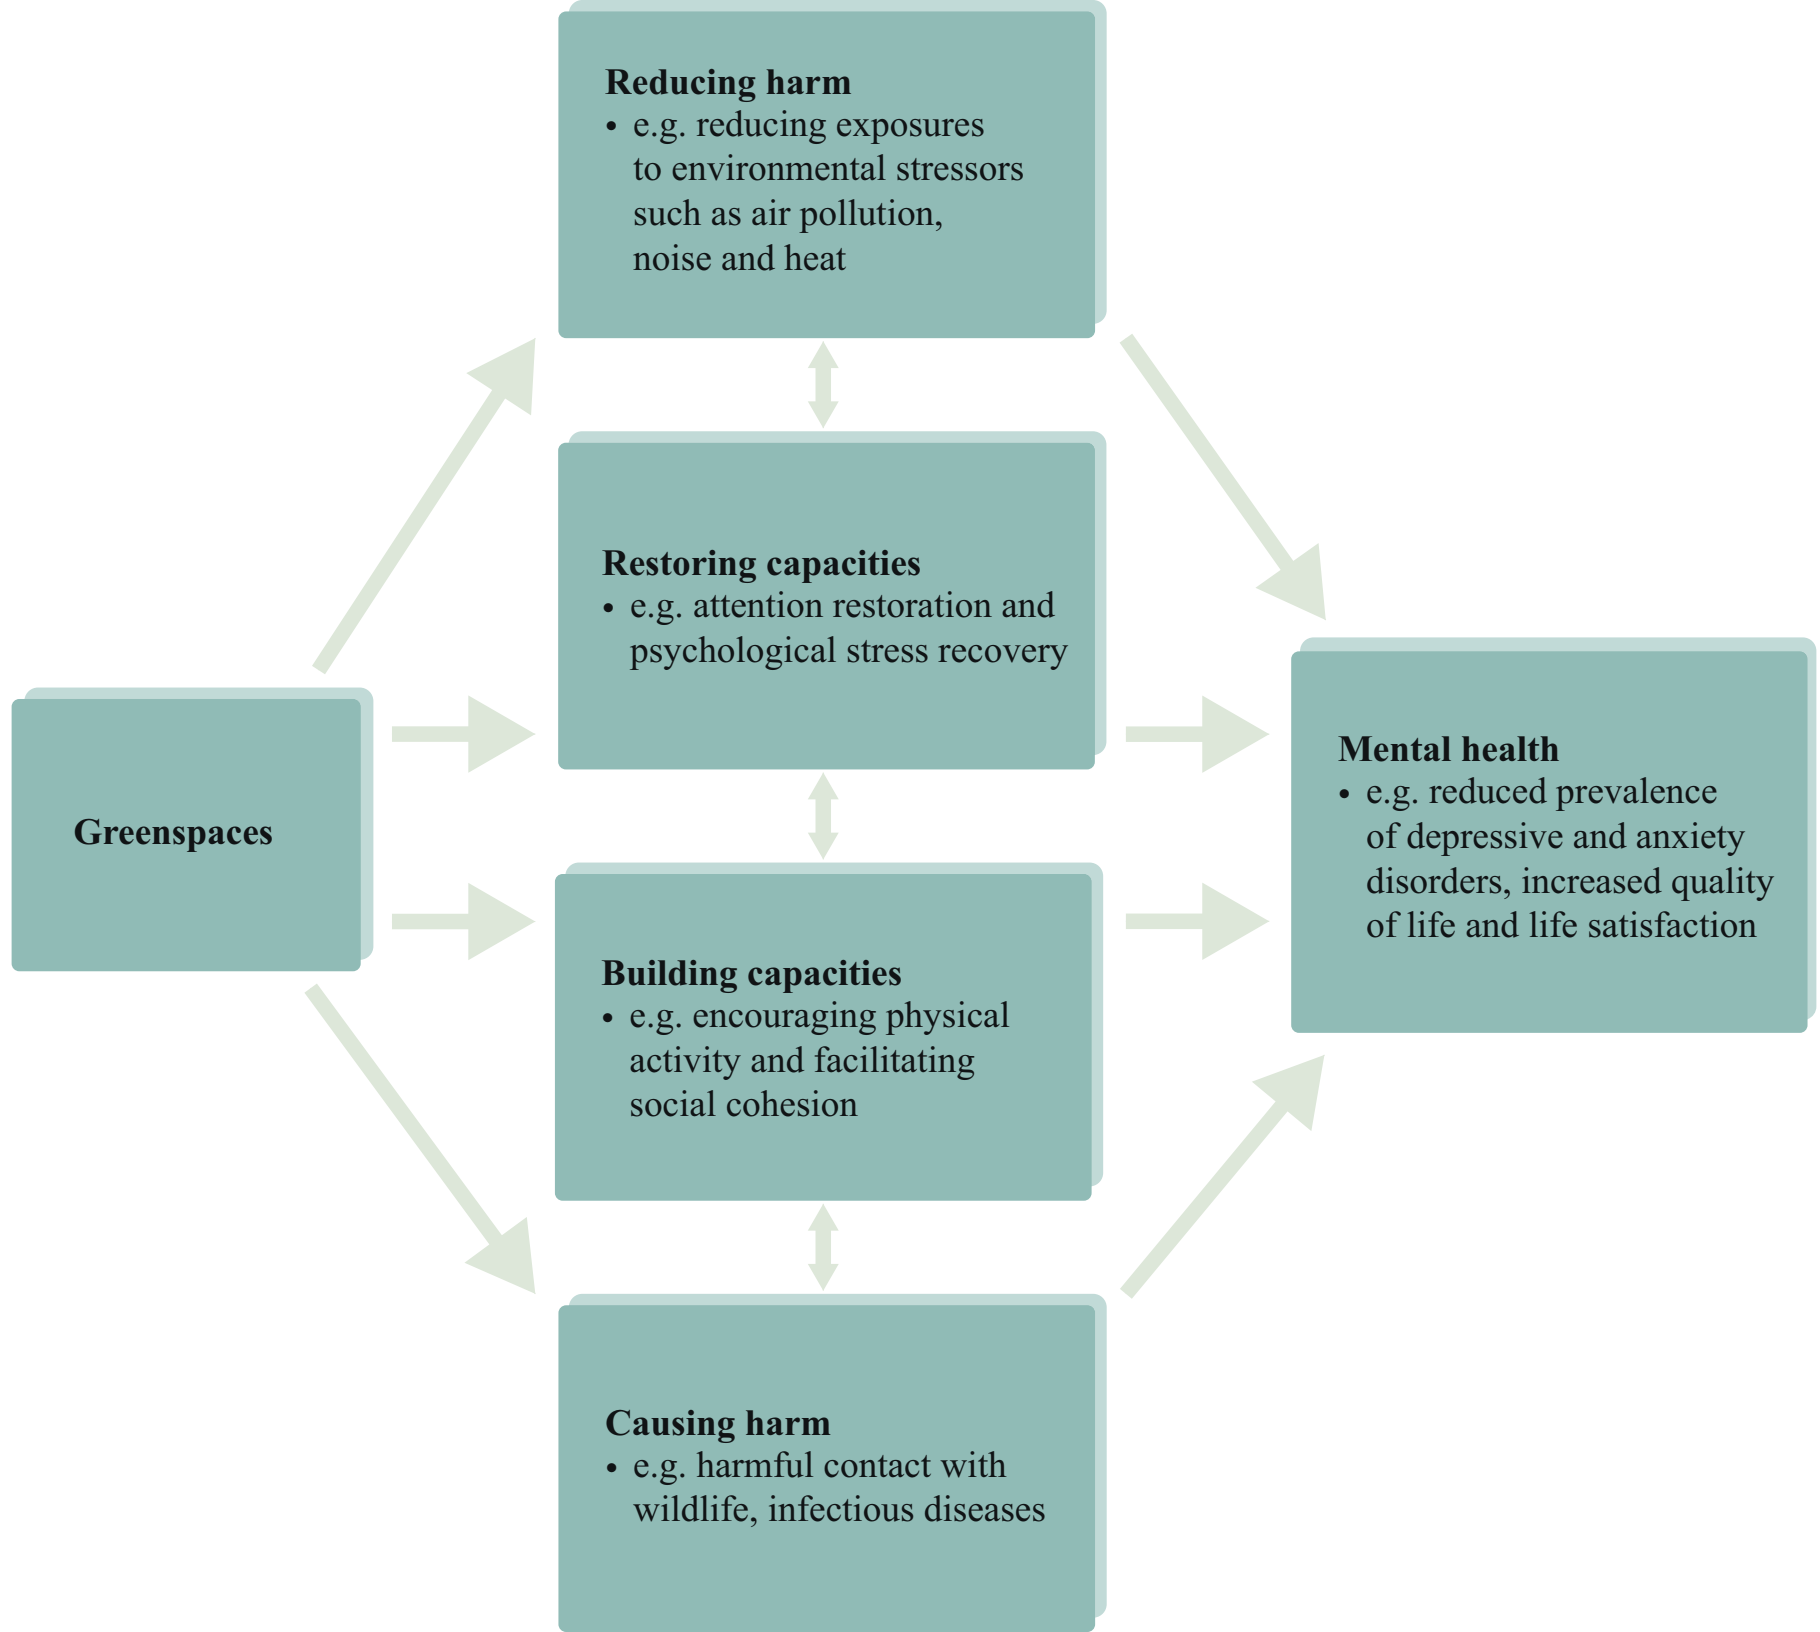 Reducing harm
• e.g. reducing exposures
to environmental stressors
such as air pollution,
noise and heat
Restoring capacities
• e.g. attention restoration and
psychological stress recovery
Greenspaces
Building capacities
• e.g. encouraging physical
activity and facilitating
social cohesion
Causing harm
• e.g. harmful contact with
wildlife, infectious diseases
Mental health
• e.g. reduced prevalence
of depressive and anxiety
disorders, increased quality
of life and life satisfaction